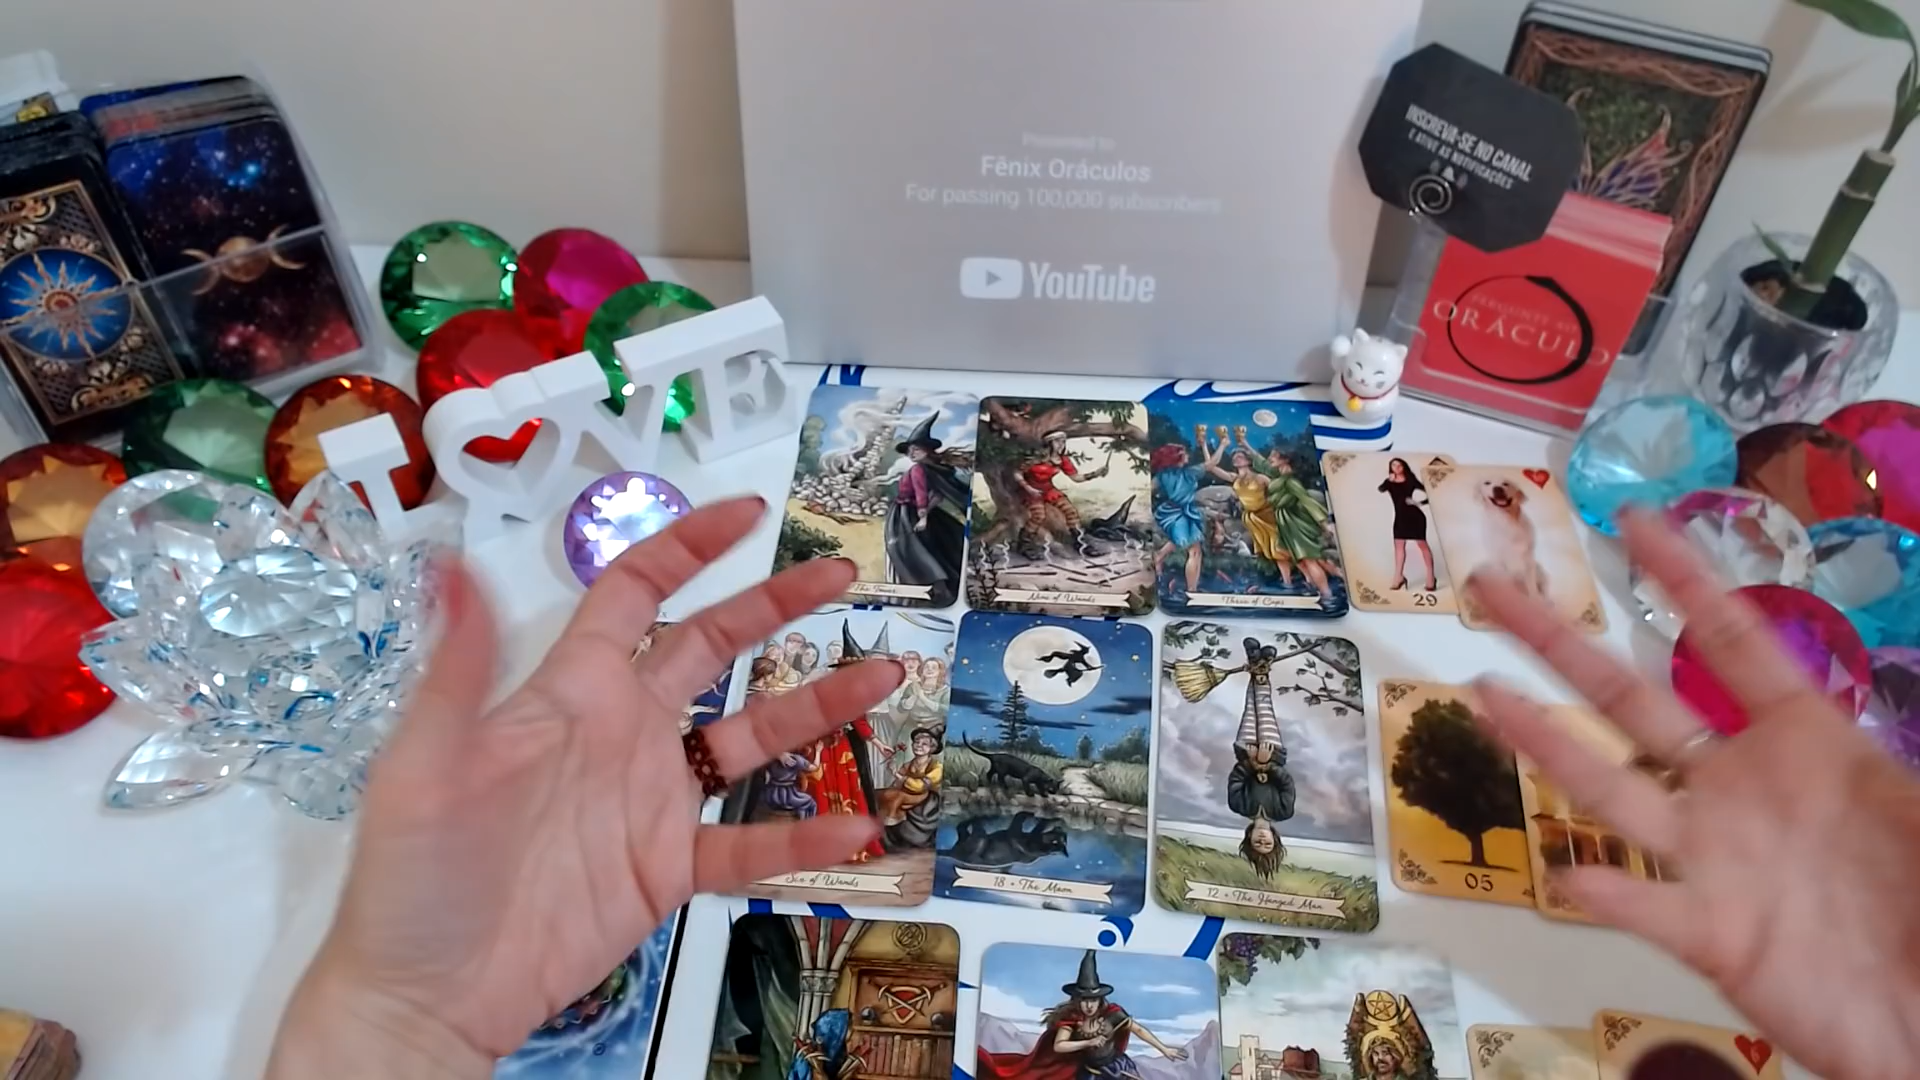 Presented to
Fênix Oráculos
For passing 100,000 subscribers
YouTube
INSCREVA-SE NO CANAL
E ATIVE AS NOTIFICAÇÕES
PERGUNTE AO
ORÁCULO
LOVE
The Tower
Nine of Wands
Three of Cups
29
Six of Wands
18 • The Moon
12 • The Hanged Man
05